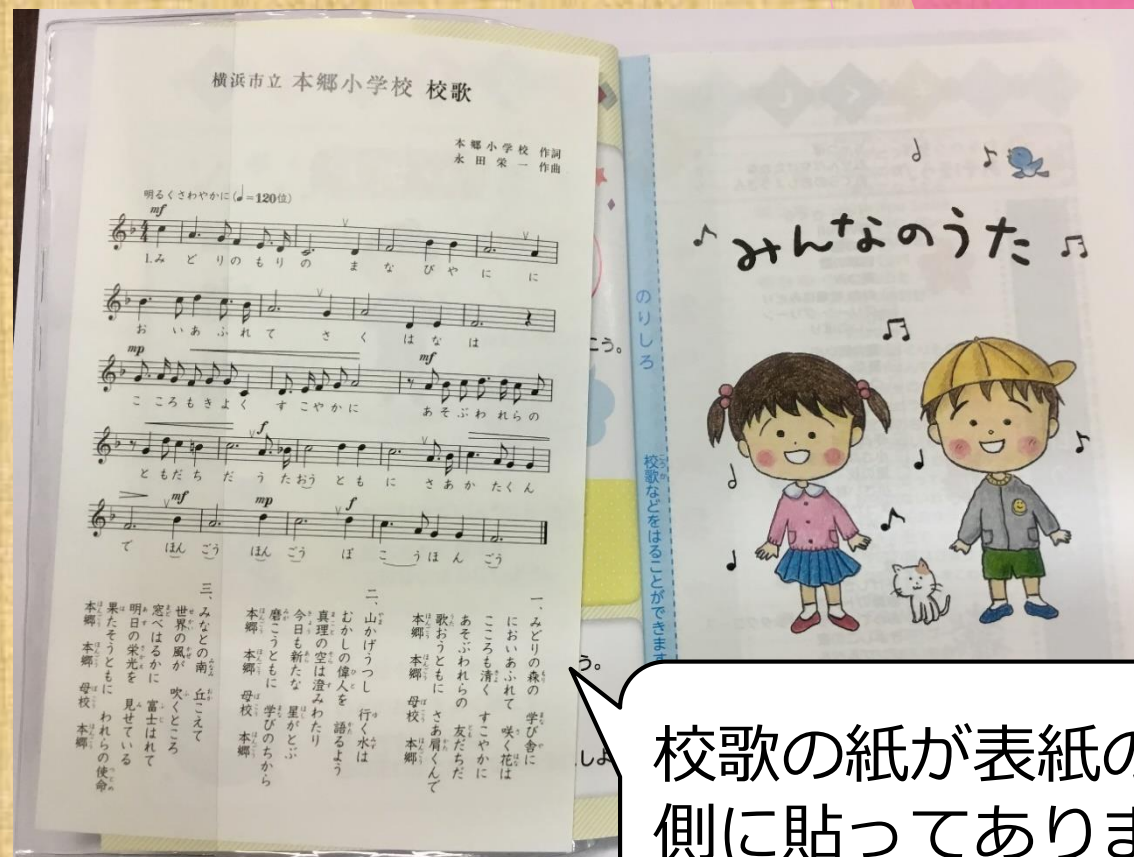 横浜市立 本郷小学校 校歌
本郷小学校 作詞
永田栄一 作曲
明るくさわやかに(♩=120位)
mf
1.み ど りの も り の ま な び や に に
お い あ ふ れ て さ く は な は
mp mf
こ ころ も き よ く す こ や か に あ そ ぶ わ れ ら の
f
と も だ ち だ う た おう と も に さ あ か た く ん
mf mp f
で ほん ごう ほん ごう ぼ こ う ほ ん ごう
一、みどりの森の 学び舎に
においあふれて 咲く花は
こころも清く すこやかに
あそぶわれらの 友だちだ
歌おうともに さあ肩くんで
本郷 本郷 母校 本郷
二、山かげうつし 行く水は
むかしの偉人を 語るよう
真理の空は澄みわたり
今日も新たな 星がとぶ
磨こうともに 学びのちから
本郷 本郷 母校 本郷
三、みなとの南 丘こえて
世界の風が 吹くところ
窓べはるかに 富士はれて
明日の栄光を 見せている
果たそうともに われらの使命
本郷 本郷 母校 本郷
こう。
う。
しよ
のりしろ
校歌などをはることができます
みんなのうた
校歌の紙が表紙の
側に貼ってありま